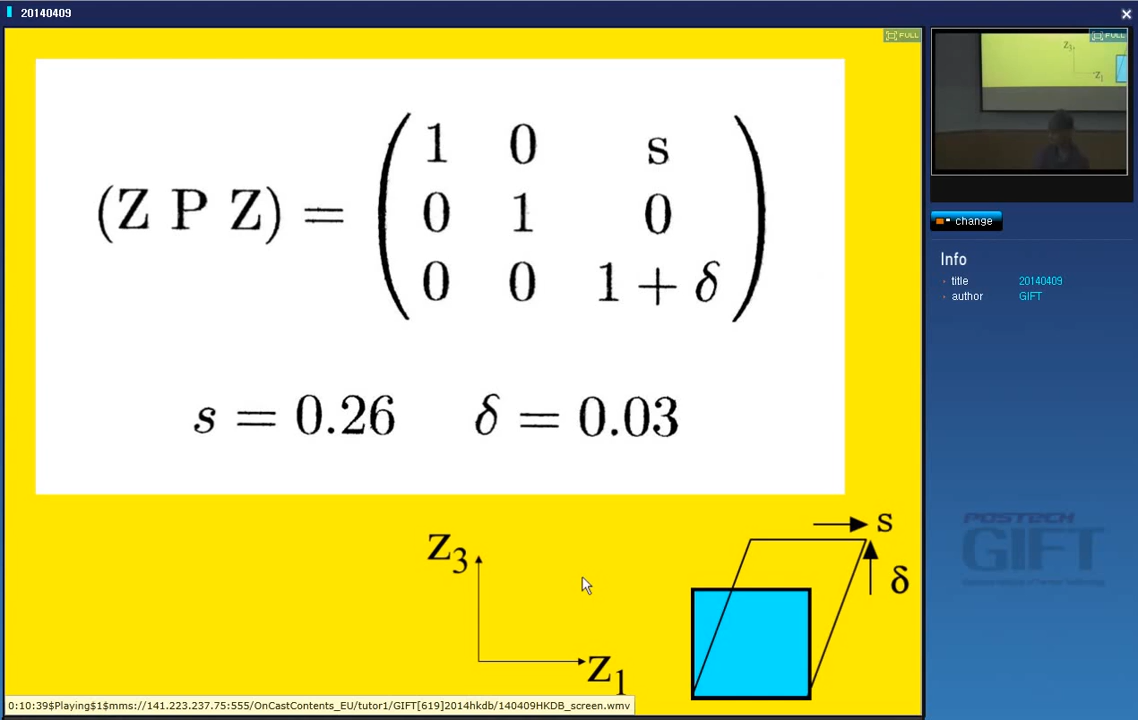 20140409
FULL
FULL
(Z P Z) = ( 1 0 s
0 1 0
0 0 1 + δ )
s = 0.26 δ = 0.03
Z3
Z1
s
δ
Z3
Z1
change
Info
title 20140409
author GIFT
POSTECH
GIFT
0:10:39$Playing$1$mms://141.223.237.75:555/OnCastContents_EU/tutor1/GIFT[619]2014hkdb/140409HKDB_screen.wmv